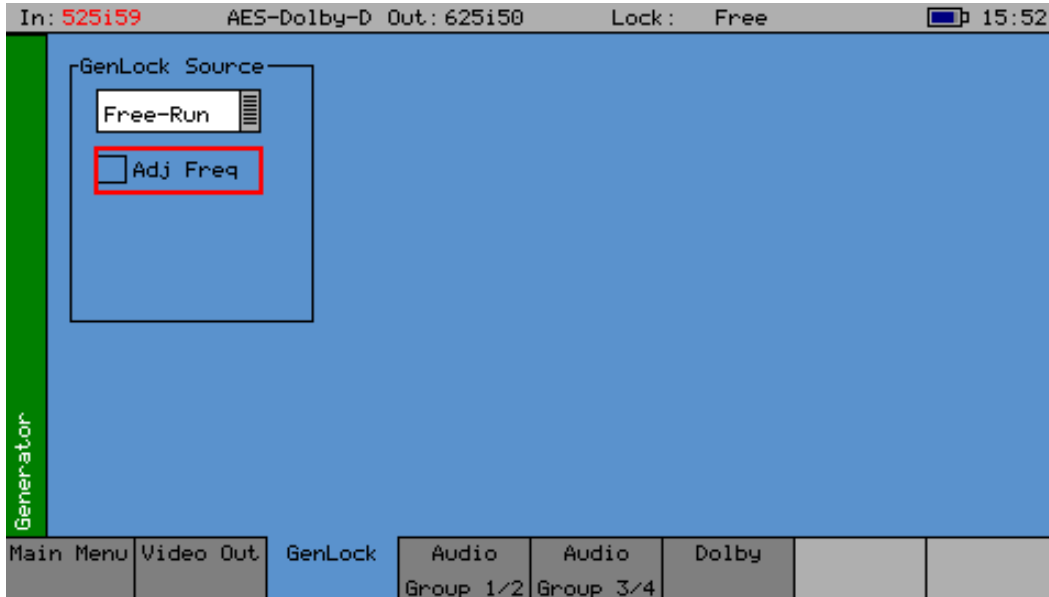 In: 525i59 AES-Dolby-D Out: 625i50 Lock: Free 15:52
GenLock Source
Free-Run
Adj Freq
Generator
Main Menu Video Out GenLock Audio Group 1/2 Audio Group 3/4 Dolby